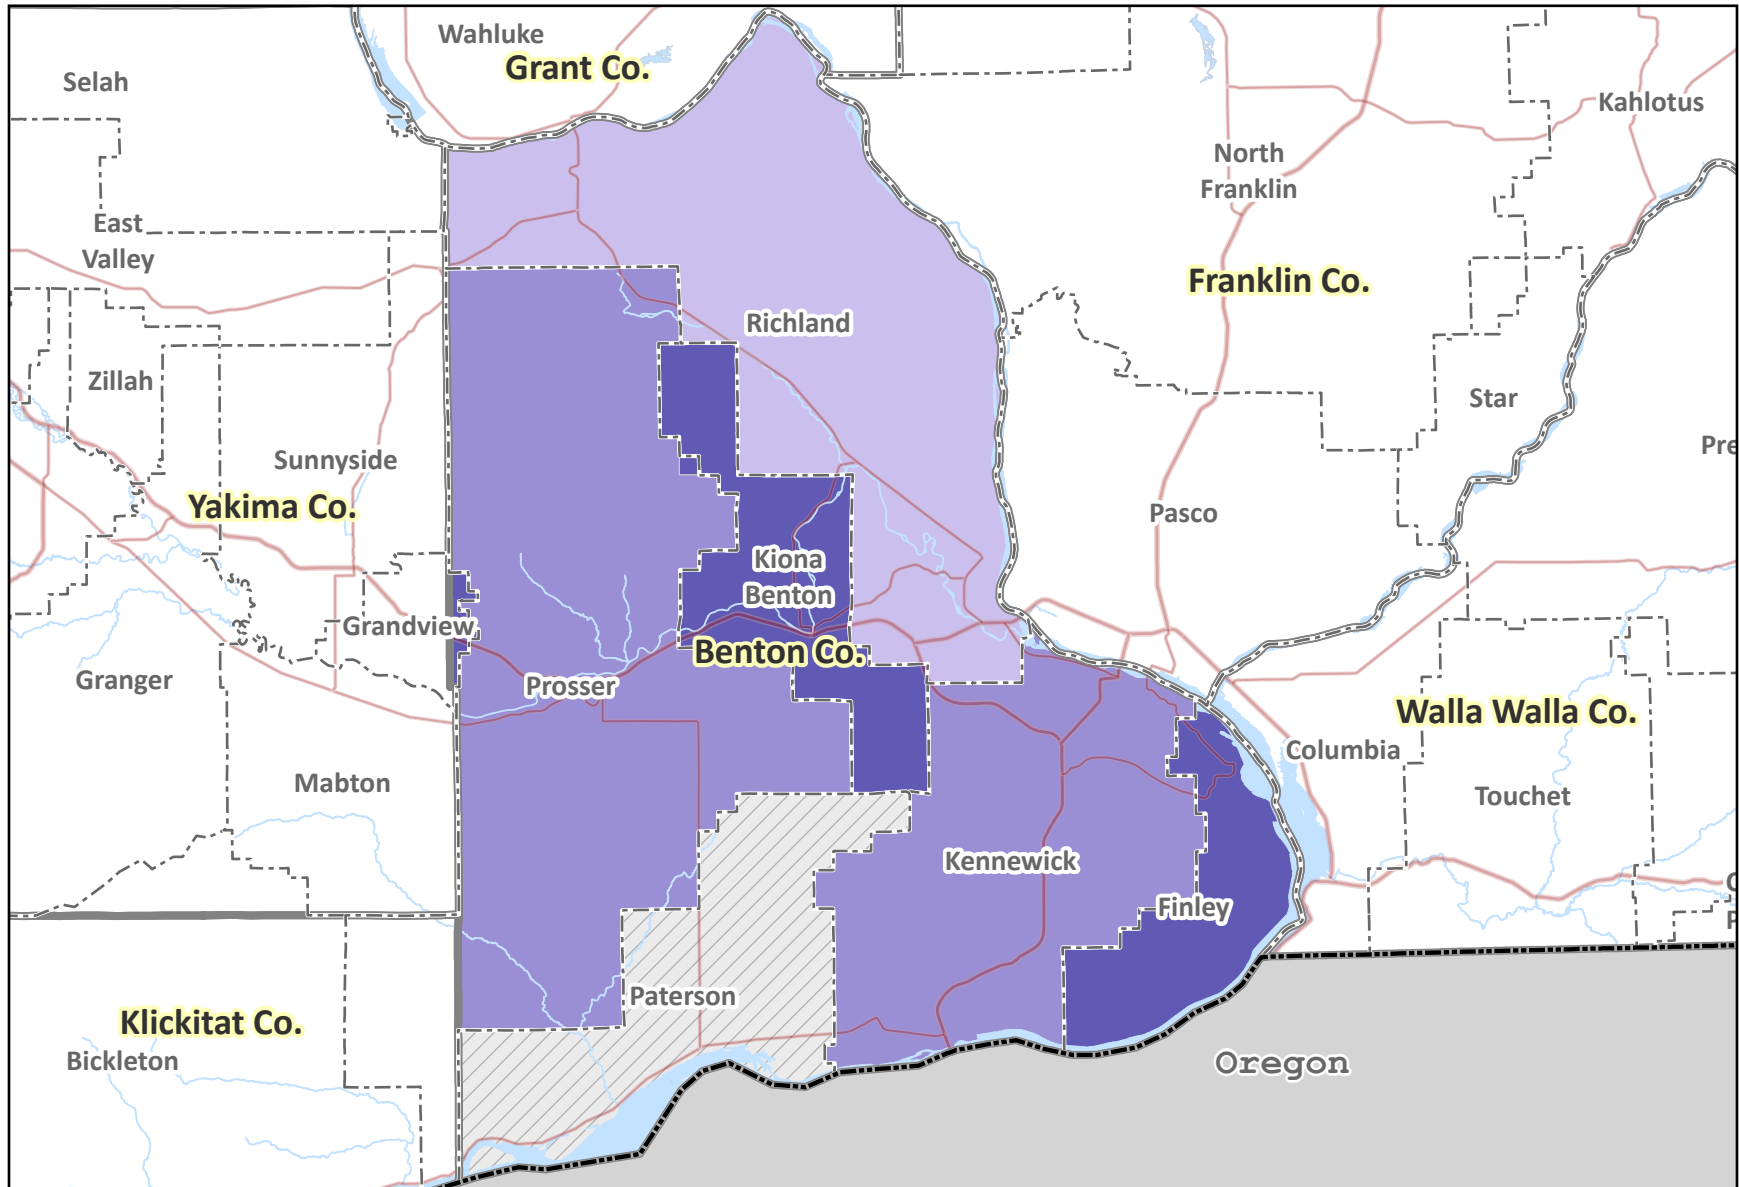 Wahluke
Grant Co.
Selah
Kahlotus
North
Franklin
East
Valley
Franklin Co.
Richland
Zillah
Star
Sunnyside
Pre
Yakima Co.
Pasco
Kiona
Benton
Grandview
Benton Co.
Granger
Prosser
Walla Walla Co.
Columbia
Mabton
Touchet
Kennewick
Finley
Paterson
Klickitat Co.
Bickleton
Oregon